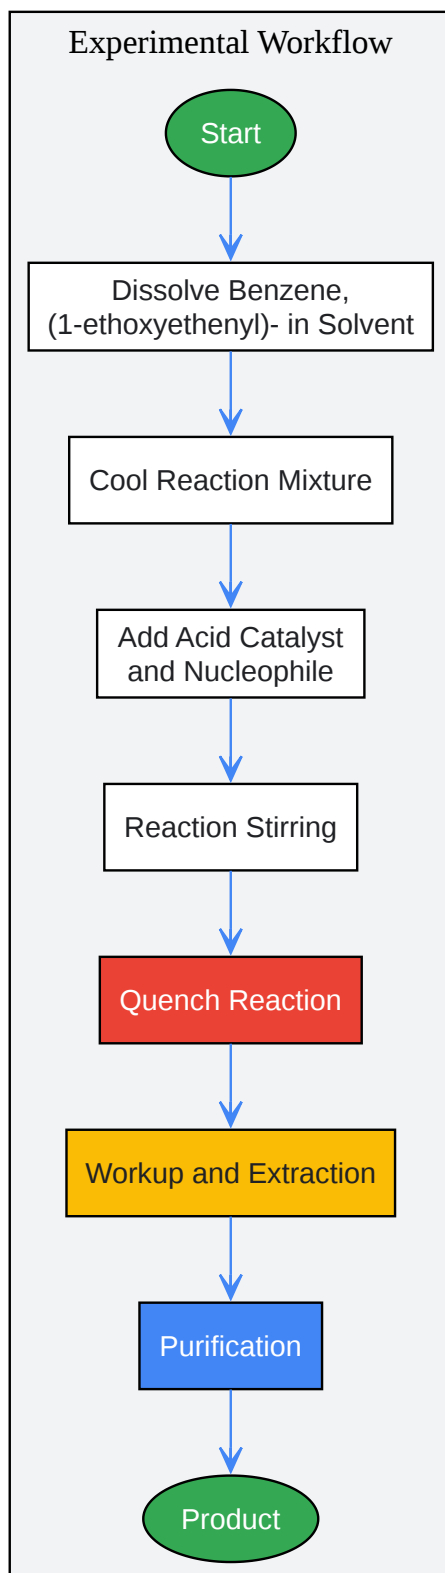 Experimental Workflow
Start
Dissolve Benzene,
(1-ethoxyethenyl)- in Solvent
Cool Reaction Mixture
Add Acid Catalyst
and Nucleophile
Reaction Stirring
Quench Reaction
Workup and Extraction
Purification
Product